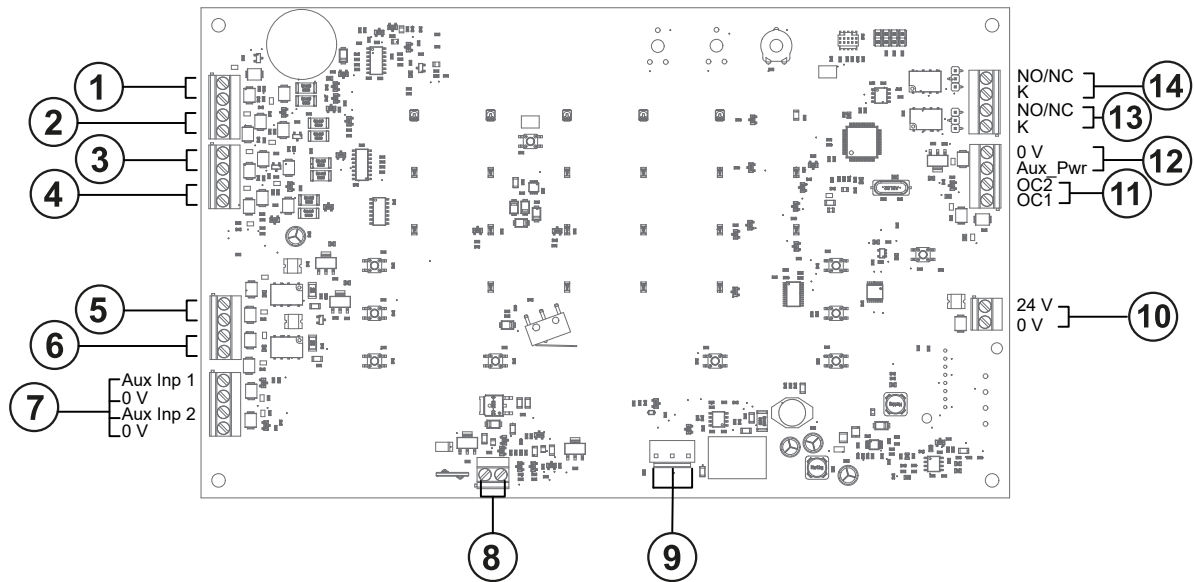 1
2
3
4
5
6
7
Aux Inp 1
0 V
Aux Inp 2
0 V
8
9
NO/NC
K
14
NO/NC
K
13
0 V
Aux_Pwr
12
OC2
OC1
11
24 V
0 V
10